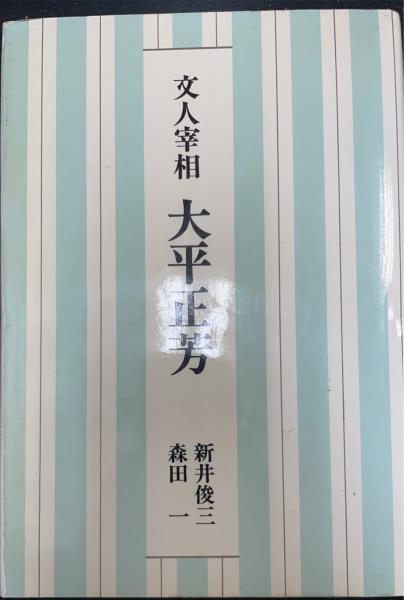 文人宰相 大平正芳
新井俊三
森田一